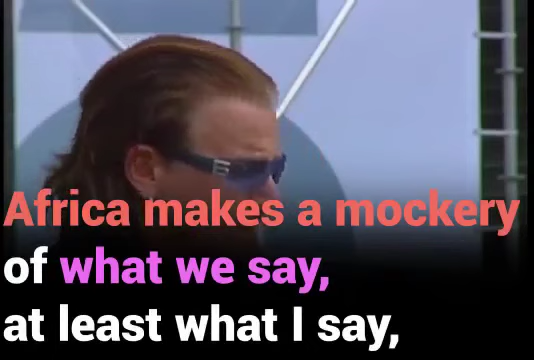 Africa makes a mockery
of what we say,
at least what I say,